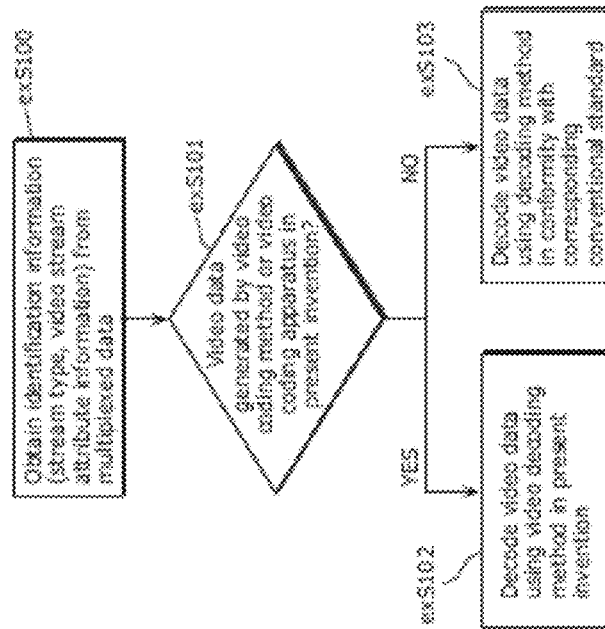 exS100
Obtain identification information
(stream type, video stream
attribute information) from
multiplexed data
exS101
Video data
generated by video
coding method or video
coding apparatus in
present invention?
YES
NO
exS102
Decode video data
using video decoding
method in present
invention
exS103
Decode video data
using decoding method
in conformity with
corresponding
conventional standard